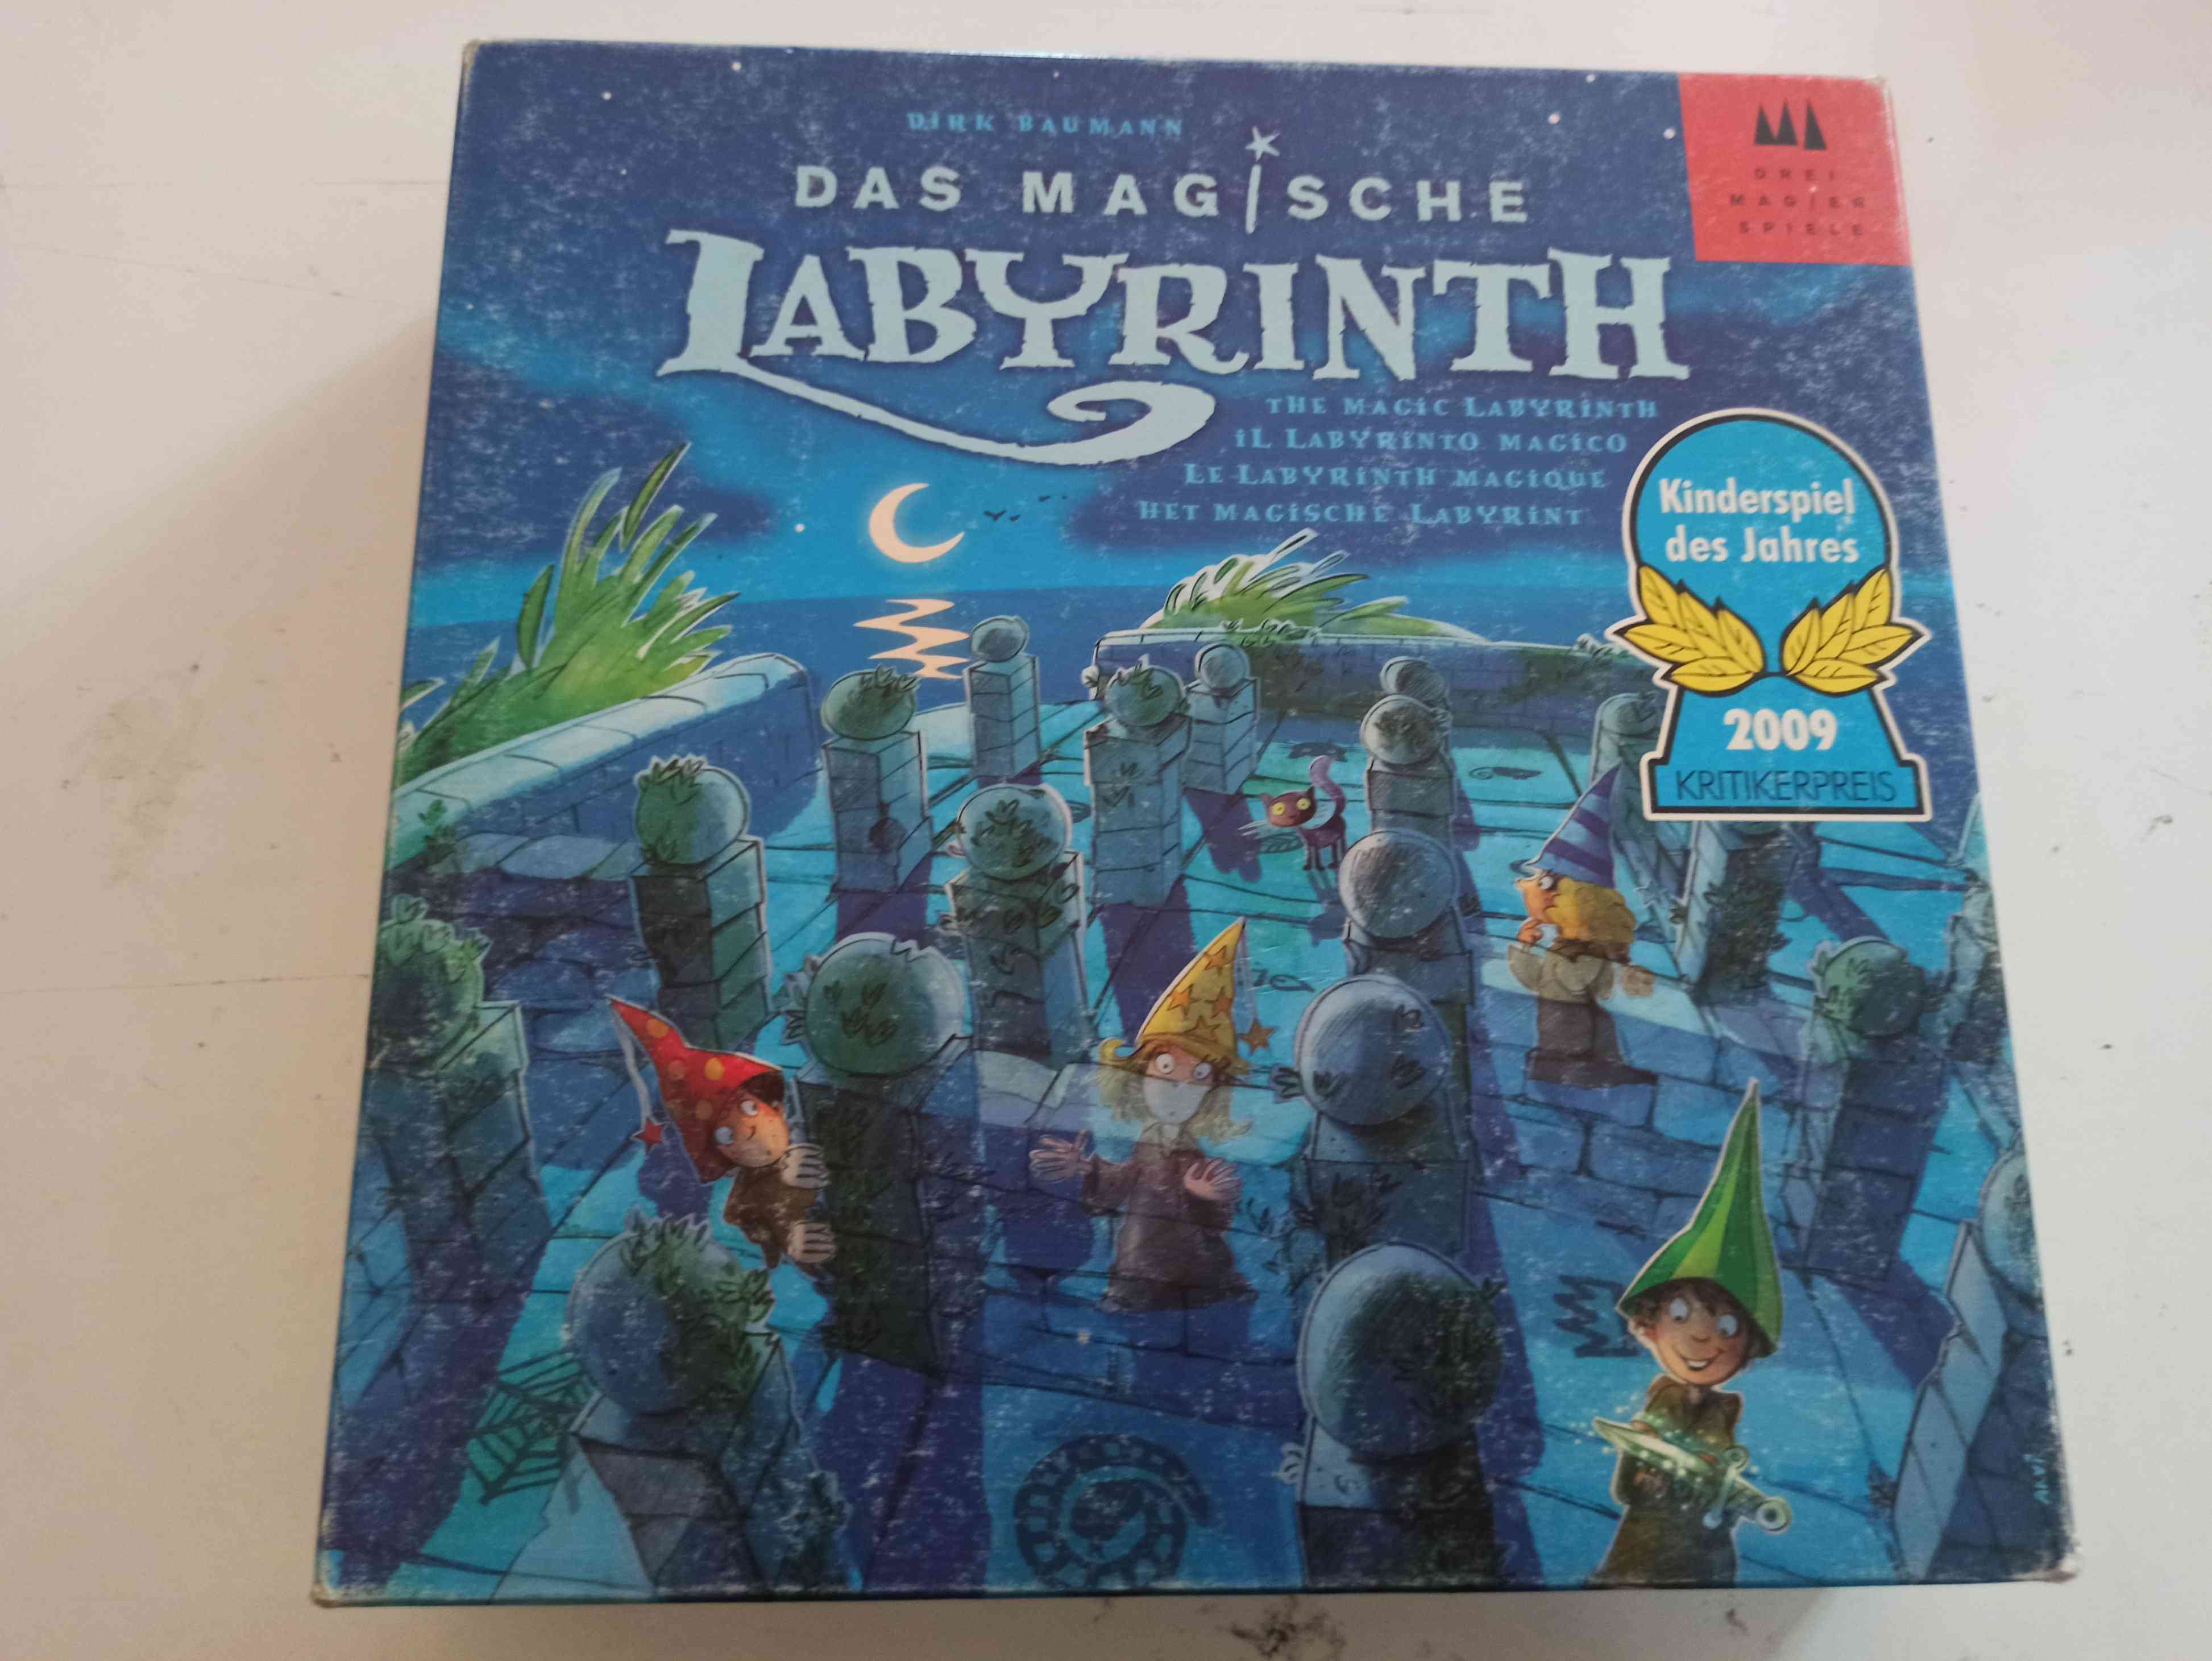 DIRK BAUMANN
DAS MAGISCHE
LABYRINTH
THE MAGIC LABYRINTH
IL LABYRINTO MAGICO
LE LABYRINTH MAGIQUE
HET MAGISCHE LABYRINT
DREI
MAGIER
SPIELE
Kinderspiel
des Jahres
2009
KRITIKERPREIS